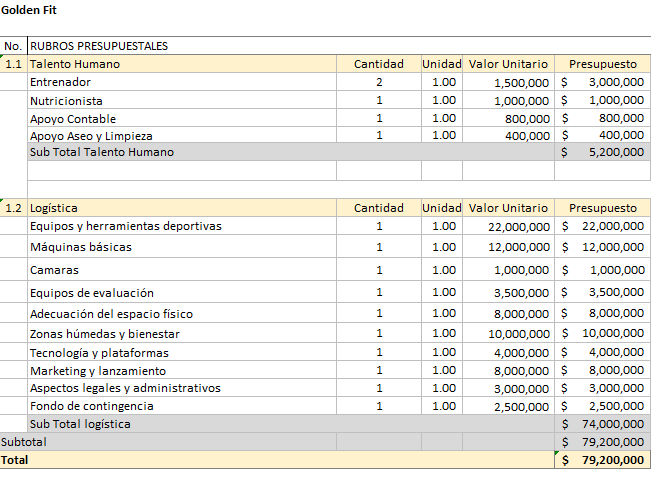 Golden Fit
No. RUBROS PRESUPUESTALES
1.1 Talento Humano Cantidad Unidad Valor Unitario Presupuesto
Entrenador 2 1.00 1,500,000 $ 3,000,000
Nutricionista 1 1.00 1,000,000 $ 1,000,000
Apoyo Contable 1 1.00 800,000 $ 800,000
Apoyo Aseo y Limpieza 1 1.00 400,000 $ 400,000
Sub Total Talento Humano $ 5,200,000
1.2 Logística Cantidad Unidad Valor Unitario Presupuesto
Equipos y herramientas deportivas 1 1.00 22,000,000 $ 22,000,000
Máquinas básicas 1 1.00 12,000,000 $ 12,000,000
Camaras 1 1.00 1,000,000 $ 1,000,000
Equipos de evaluación 1 1.00 3,500,000 $ 3,500,000
Adecuación del espacio físico 1 1.00 8,000,000 $ 8,000,000
Zonas húmedas y bienestar 1 1.00 10,000,000 $ 10,000,000
Tecnología y plataformas 1 1.00 4,000,000 $ 4,000,000
Marketing y lanzamiento 1 1.00 8,000,000 $ 8,000,000
Aspectos legales y administrativos 1 1.00 3,000,000 $ 3,000,000
Fondo de contingencia 1 1.00 2,500,000 $ 2,500,000
Sub Total logística $ 74,000,000
Subtotal $ 79,200,000
Total $ 79,200,000